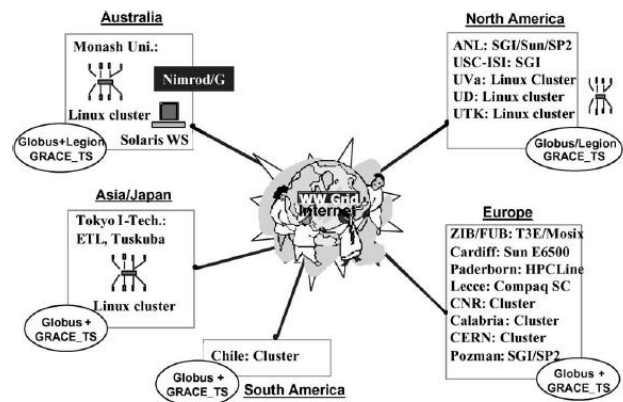 Australia
Monash Uni.:
Nimrod/G
Linux cluster
Solaris WS
Globus+Legion
GRACE_TS
North America
ANL: SGI/Sun/SP2
USC-ISI: SGI
UVa: Linux Cluster
UD: Linux cluster
UTK: Linux cluster
Globus/Legion
GRACE_TS
WW Grid
Internet
Asia/Japan
Tokyo I-Tech.:
ETL, Tuskuba
Linux cluster
Globus +
GRACE_TS
Europe
ZIB/FUB: T3E/Mosix
Cardiff: Sun E6500
Paderborn: HPCLine
Lecce: Compaq SC
CNR: Cluster
Calabria: Cluster
CERN: Cluster
Pozman: SGI/SP2
Globus +
GRACE_TS
Chile: Cluster
Globus +
GRACE_TS
South America